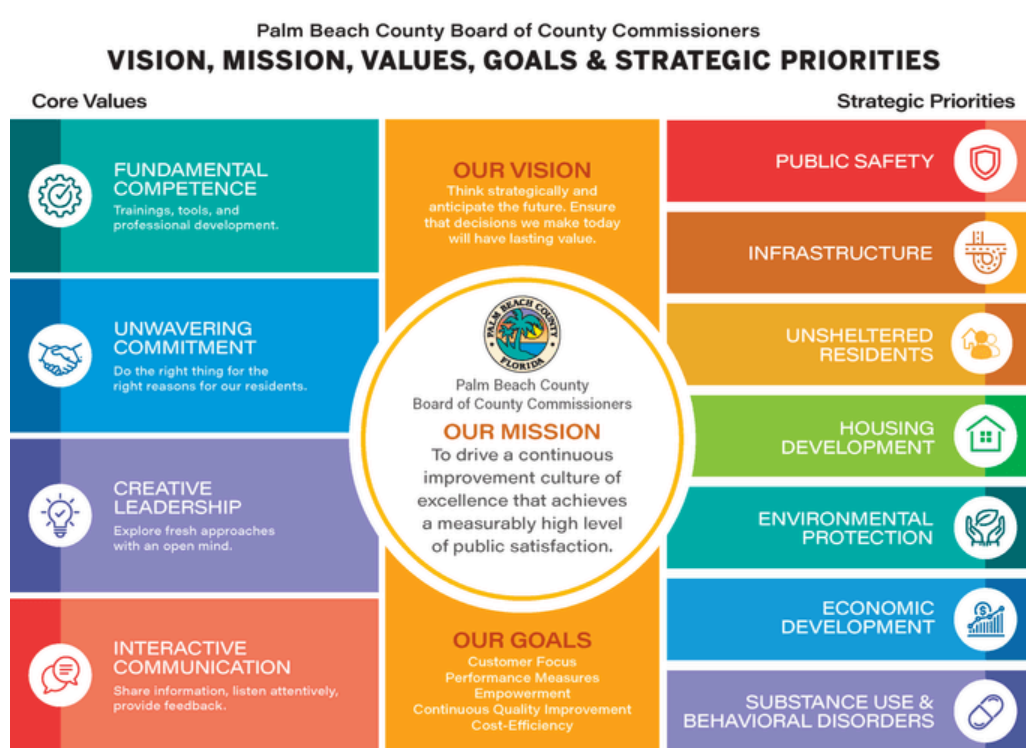 Palm Beach County Board of County Commissioners
VISION, MISSION, VALUES, GOALS & STRATEGIC PRIORITIES
Core Values
FUNDAMENTAL
COMPETENCE
Trainings, tools, and
professional development.
UNWAVERING
COMMITMENT
Do the right thing for the
right reasons for our residents.
CREATIVE
LEADERSHIP
Explore fresh approaches
with an open mind.
INTERACTIVE
COMMUNICATION
Share information, listen attentively,
provide feedback.
OUR VISION
Think strategically and
anticipate the future. Ensure
that decisions we make today
will have lasting value.
PALM BEACH COUNTY
FLORIDA
Palm Beach County
Board of County Commissioners
OUR MISSION
To drive a continuous
improvement culture of
excellence that achieves
a measurably high level
of public satisfaction.
OUR GOALS
Customer Focus
Performance Measures
Empowerment
Continuous Quality Improvement
Cost-Efficiency
Strategic Priorities
PUBLIC SAFETY
INFRASTRUCTURE
UNSHELTERED
RESIDENTS
HOUSING
DEVELOPMENT
ENVIRONMENTAL
PROTECTION
ECONOMIC
DEVELOPMENT
SUBSTANCE USE &
BEHAVIORAL DISORDERS